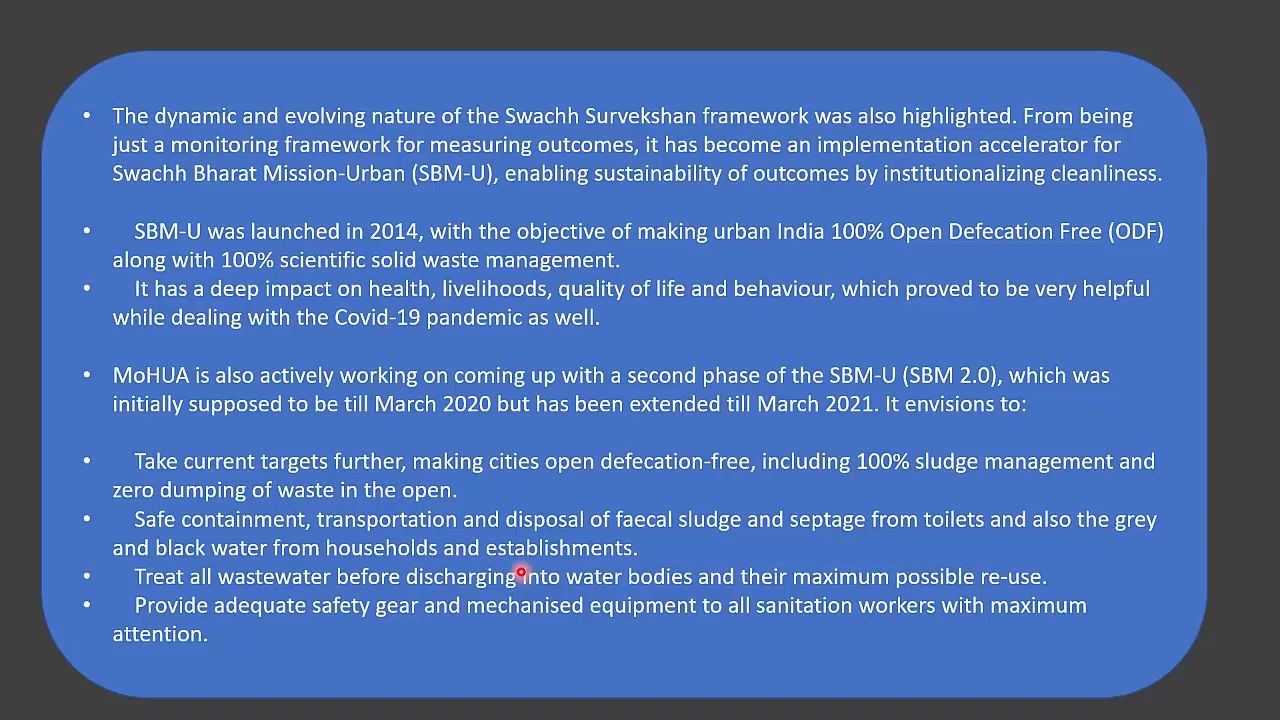 • The dynamic and evolving nature of the Swachh Survekshan framework was also highlighted. From being
just a monitoring framework for measuring outcomes, it has become an implementation accelerator for
Swachh Bharat Mission-Urban (SBM-U), enabling sustainability of outcomes by institutionalizing cleanliness.
• SBM-U was launched in 2014, with the objective of making urban India 100% Open Defecation Free (ODF)
along with 100% scientific solid waste management.
• It has a deep impact on health, livelihoods, quality of life and behaviour, which proved to be very helpful
while dealing with the Covid-19 pandemic as well.
• MoHUA is also actively working on coming up with a second phase of the SBM-U (SBM 2.0), which was
initially supposed to be till March 2020 but has been extended till March 2021. It envisions to:
• Take current targets further, making cities open defecation-free, including 100% sludge management and
zero dumping of waste in the open.
• Safe containment, transportation and disposal of faecal sludge and septage from toilets and also the grey
and black water from households and establishments.
• Treat all wastewater before discharging into water bodies and their maximum possible re-use.
• Provide adequate safety gear and mechanised equipment to all sanitation workers with maximum
attention.